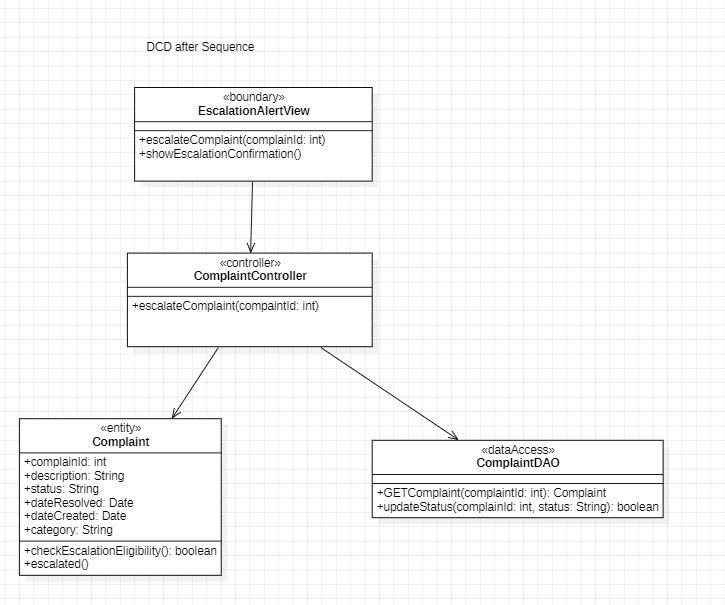 DCD after Sequence
«boundary»
EscalationAlertView
+escalateComplaint(complainId: int)
+showEscalationConfirmation()
«controller»
ComplaintController
+escalateComplaint(compaintId: int)
«entity»
Complaint
+complainId: int
+description: String
+status: String
+dateResolved: Date
+dateCreated: Date
+category: String
+checkEscalationEligibility(): boolean
+escalated()
«dataAccess»
ComplaintDAO
+GETComplaint(complaintId: int): Complaint
+updateStatus(complainId: int, status: String): boolean